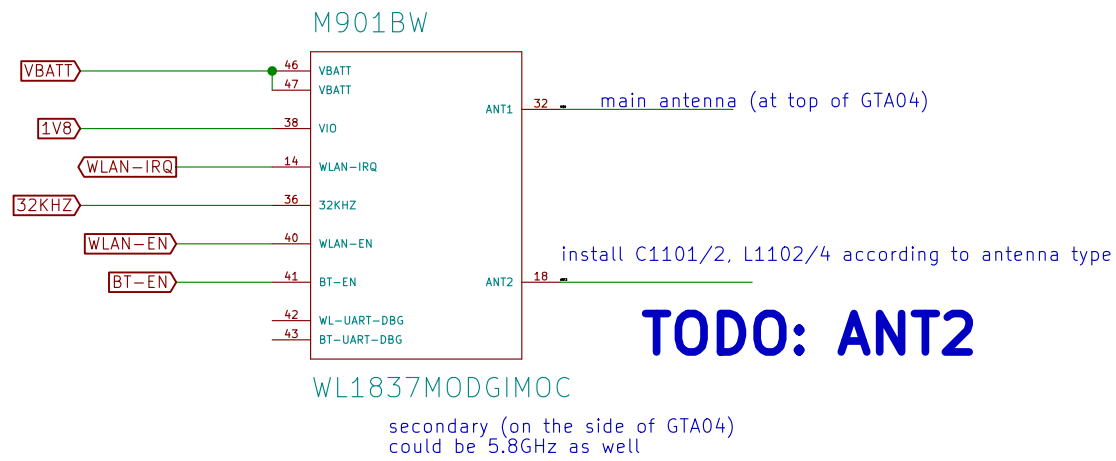 M901BW
VBATT
46
VBATT
47
VBATT
1V8
38
VIO
WLAN-IRQ
14
WLAN-IRQ
32KHZ
36
32KHZ
WLAN-EN
40
WLAN-EN
BT-EN
41
BT-EN
42
WL-UART-DBG
43
BT-UART-DBG
ANT1
32
main antenna (at top of GTA04)
install C1101/2, L1102/4 according to antenna type
ANT2
18
TODO: ANT2
WL1837MODGIMOC
secondary (on the side of GTA04)
could be 5.8GHz as well